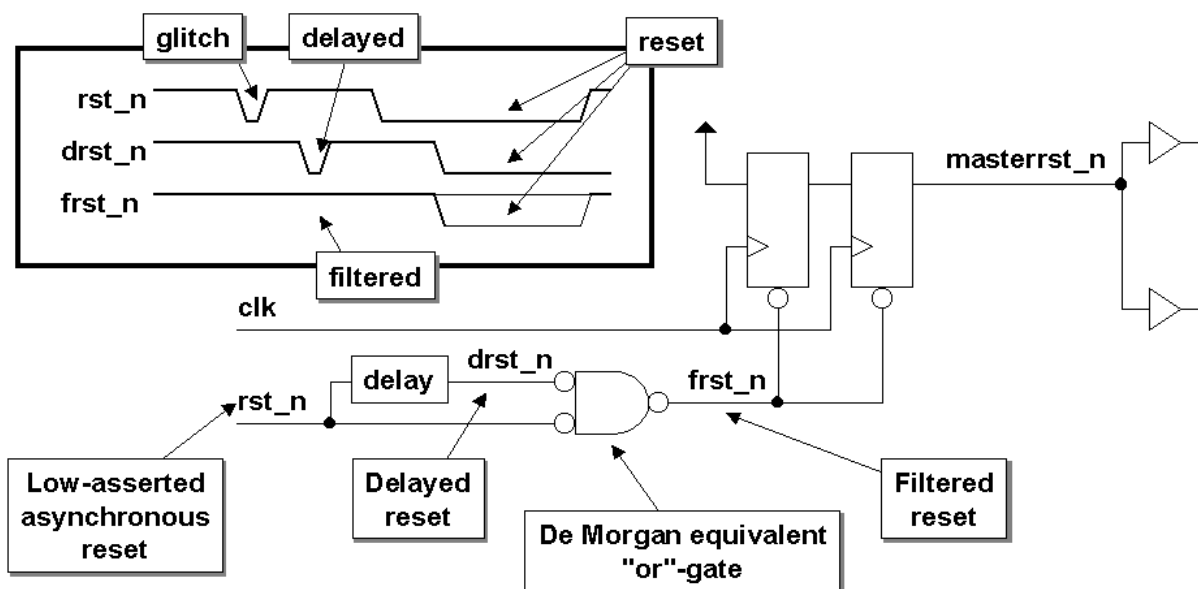 glitch
delayed
reset
rst_n
drst_n
frst_n
filtered
masterrst_n
clk
delay
drst_n
frst_n
rst_n
Low-asserted
asynchronous
reset
Delayed
reset
De Morgan equivalent
"or"-gate
Filtered
reset